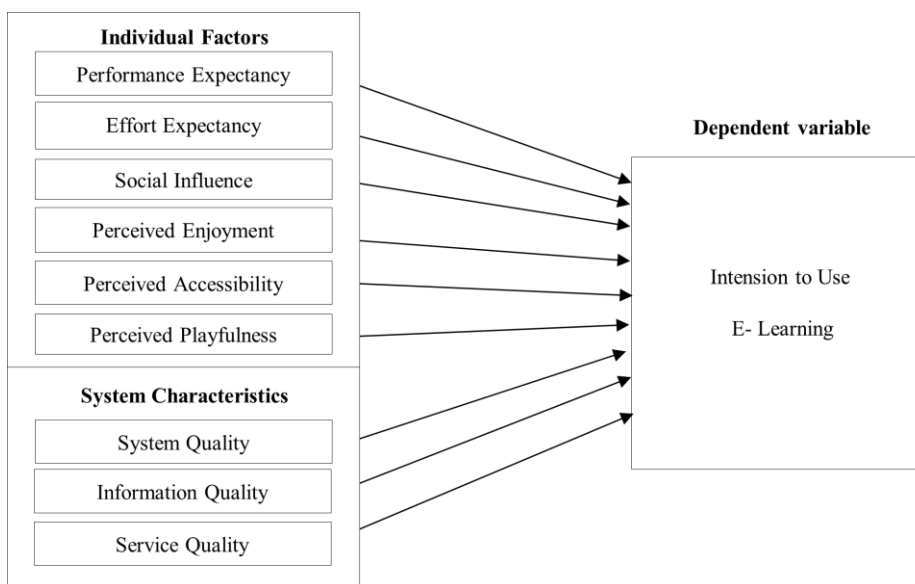 Individual Factors
Performance Expectancy
Effort Expectancy
Social Influence
Perceived Enjoyment
Perceived Accessibility
Perceived Playfulness
System Characteristics
System Quality
Information Quality
Service Quality
Dependent variable
Intension to Use
E- Learning